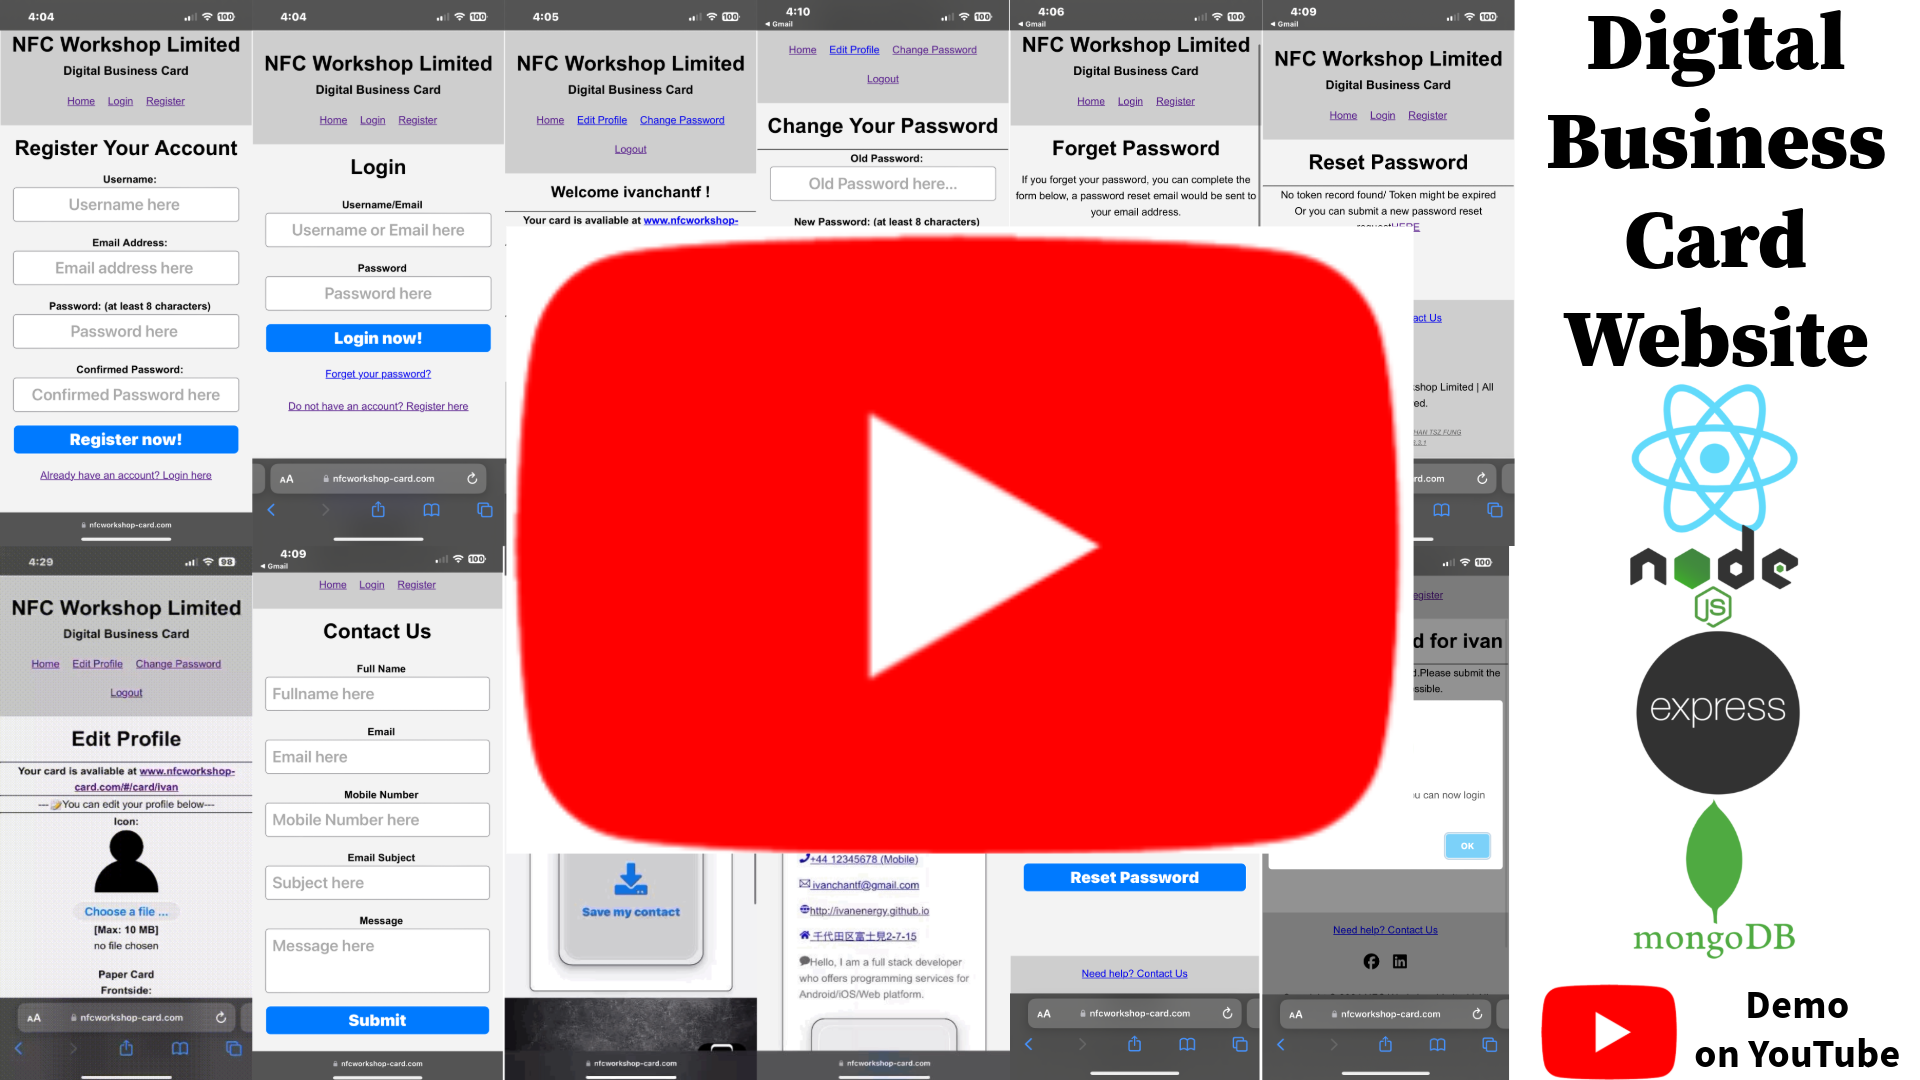 4:04
100
NFC Workshop Limited
Digital Business Card
Home Login Register
Register Your Account
Username:
Username here
Email Address:
Email address here
Password: (at least 8 characters)
Password here
Confirmed Password:
Confirmed Password here
Register now!
Already have an account? Login here
nfcworkshop-card.com
4:04
100
NFC Workshop Limited
Digital Business Card
Home Login Register
Login
Username/Email
Username or Email here
Password
Password here
Login now!
Forget your password?
Do not have an account? Register here
AA nfcworkshop-card.com
4:05
100
NFC Workshop Limited
Digital Business Card
Home Edit Profile Change Password
Logout
Welcome ivanchantf !
Your card is avaliable at www.nfcworkshop-
4:10
Gmail
100
Home Edit Profile Change Password
Logout
Change Your Password
Old Password:
Old Password here...
New Password: (at least 8 characters)
4:06
Gmail
100
NFC Workshop Limited
Digital Business Card
Home Login Register
Forget Password
If you forget your password, you can complete the
form below, a password reset email would be sent to
your email address.
4:09
Gmail
100
NFC Workshop Limited
Digital Business Card
Home Login Register
Reset Password
No token record found/ Token might be expired
Or you can submit a new password reset
requestHERE
act Us
shop Limited | All
ed.
HAN TSZ FUNG
rd.com
4:29
98
NFC Workshop Limited
Digital Business Card
Home Edit Profile Change Password
Logout
Edit Profile
Your card is avaliable at www.nfcworkshop-
card.com/#/card/ivan
---📝You can edit your profile below---
Icon:
Choose a file ...
[Max: 10 MB]
no file chosen
Paper Card
Frontside:
AA nfcworkshop-card.com
4:09
Gmail
100
Home Login Register
Contact Us
Full Name
Fullname here
Email
Email here
Mobile Number
Mobile Number here
Email Subject
Subject here
Message
Message here
Submit
nfcworkshop-card.com
Save my contact
nfcworkshop-card.com
+44 12345678 (Mobile)
ivanchantf@gmail.com
http://ivanenergy.github.io
千代田区富士見2-7-15
Hello, I am a full stack developer
who offers programming services for
Android/iOS/Web platform.
nfcworkshop-card.com
Reset Password
Need help? Contact Us
AA nfcworkshop-card.com
100
egister
d for ivan
d.Please submit the
ssible.
u can now login
OK
Need help? Contact Us
AA nfcworkshop-card.com
Digital
Business
Card
Website
node
JS
express
mongoDB
Demo
on YouTube